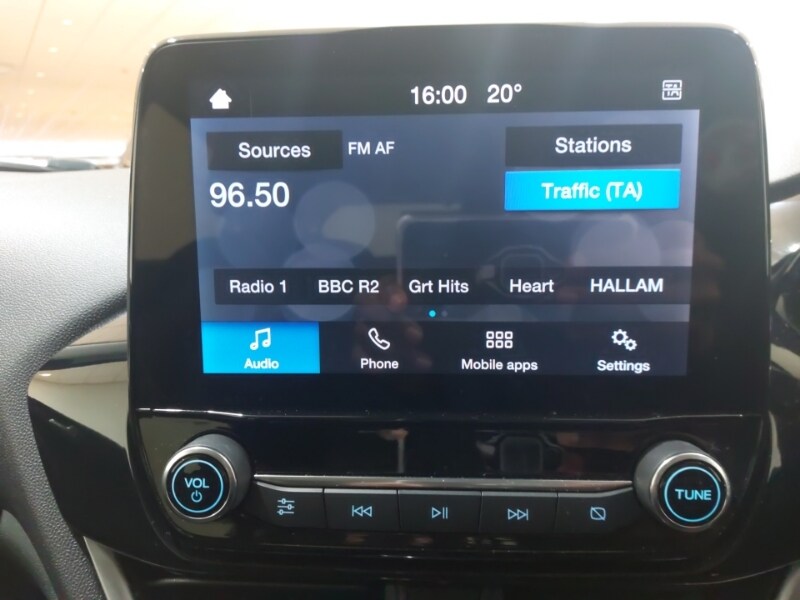 16:00 20° TA
Sources FM AF Stations
96.50 Traffic (TA)
Radio 1 BBC R2 Grt Hits Heart HALLAM
Audio Phone Mobile apps Settings
VOL TUNE